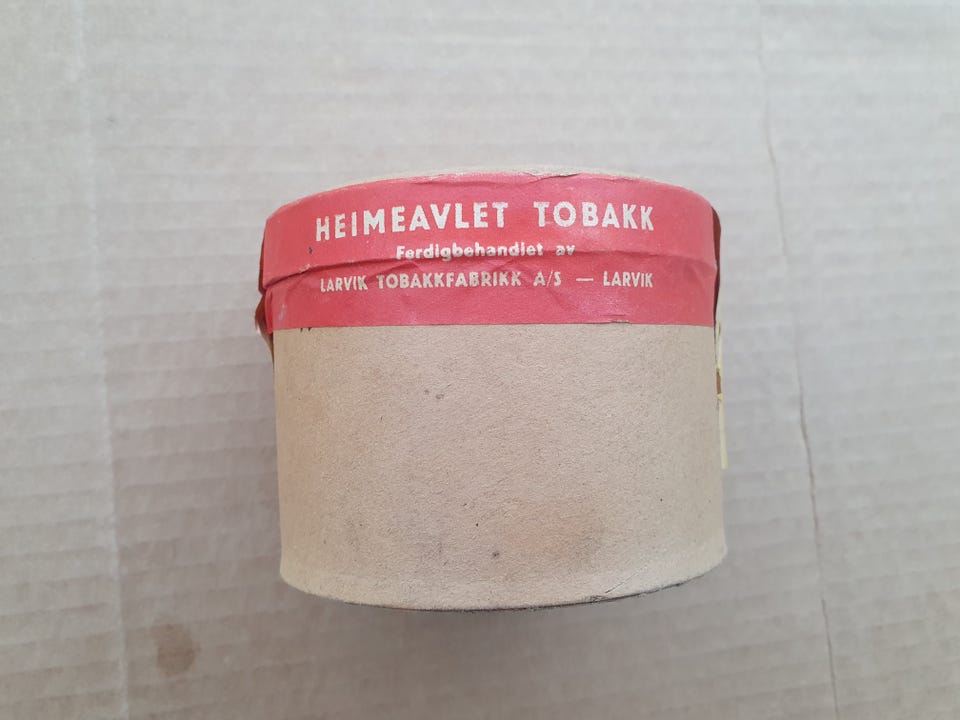 HEIMEAVLET TOBAKK
Ferdigbehandlet av
LARVIK TOBAKKFABRIKK A/S — LARVIK